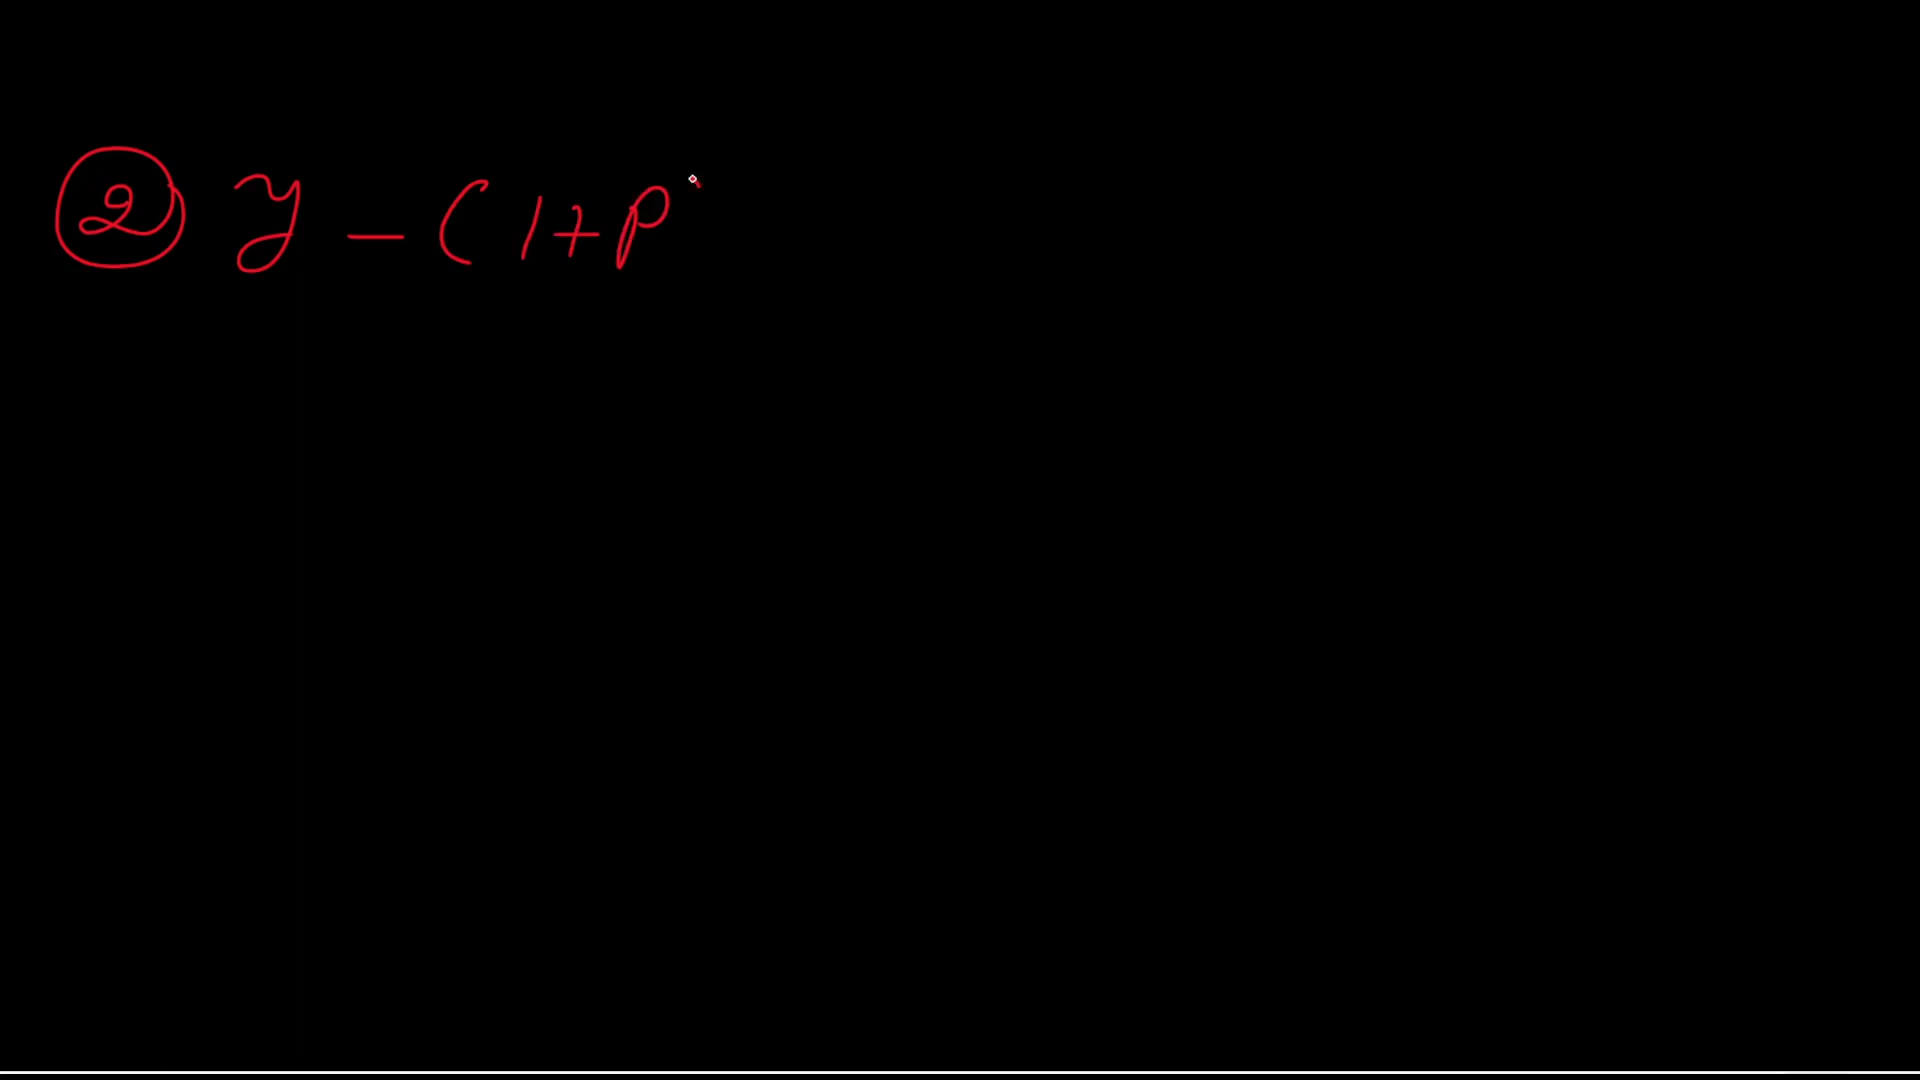 ② y - (1+p